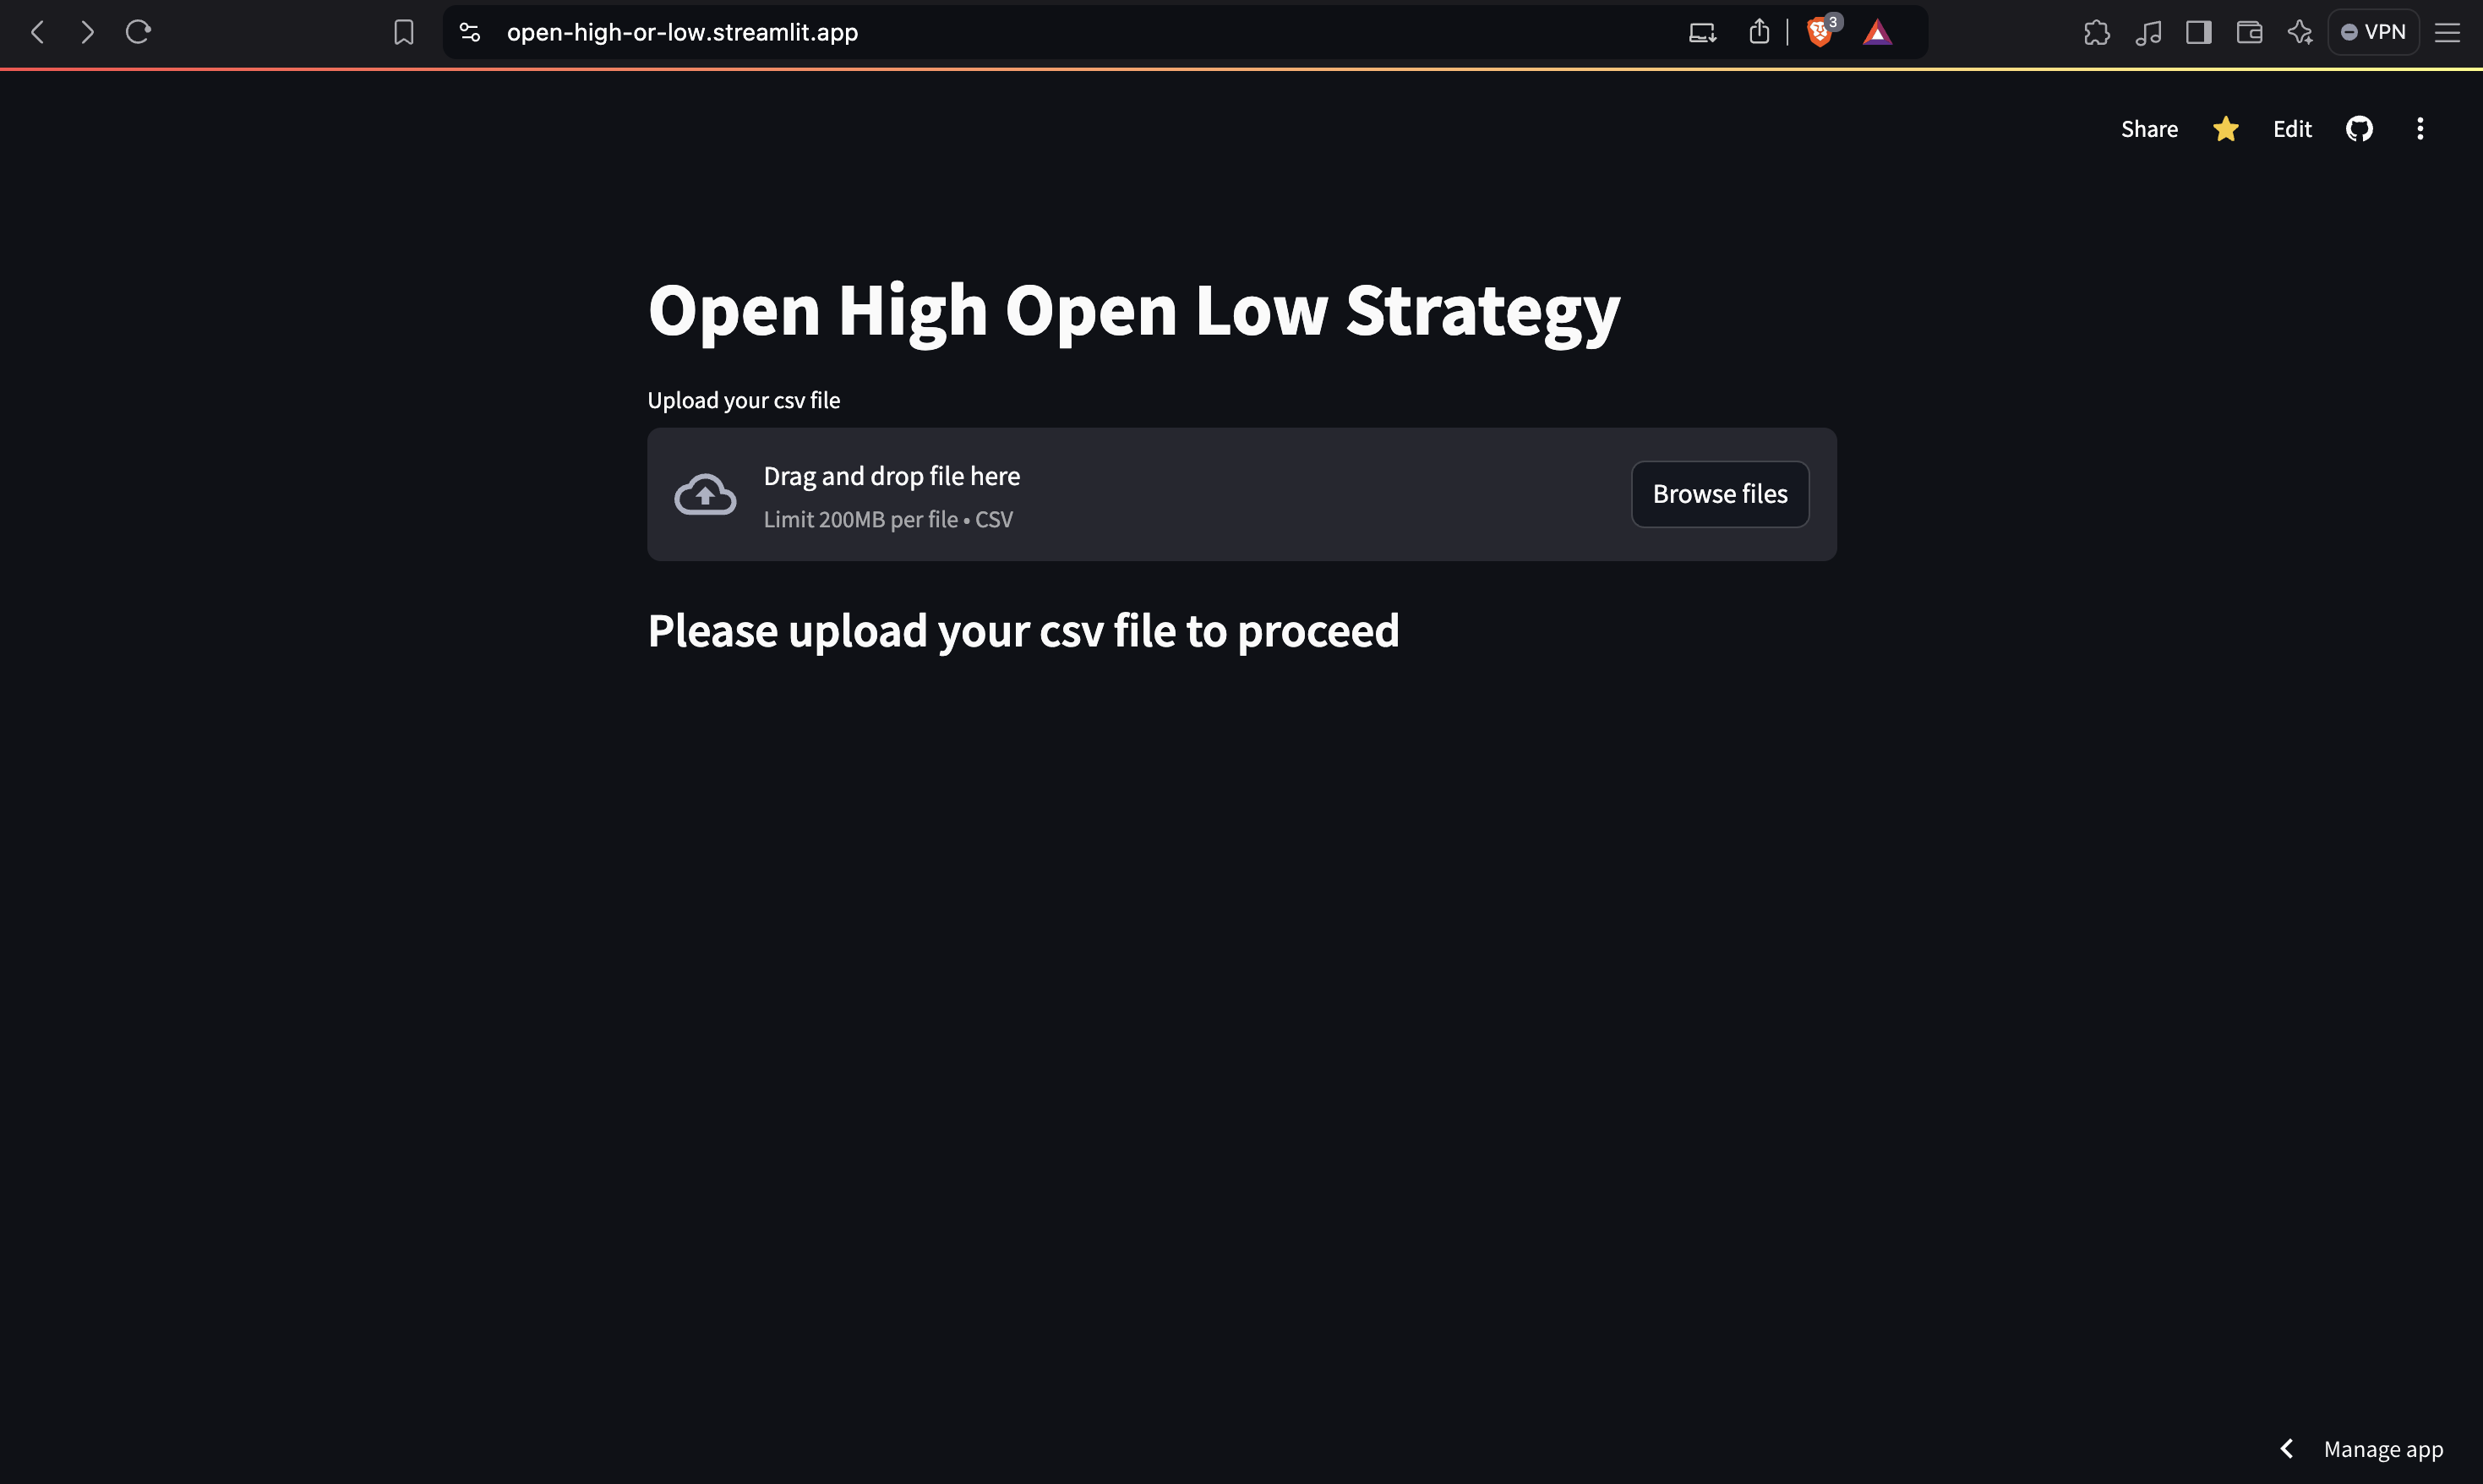 open-high-or-low.streamlit.app
3
VPN
Share
Edit
Open High Open Low Strategy
Upload your csv file
Drag and drop file here
Limit 200MB per file • CSV
Browse files
Please upload your csv file to proceed
Manage app